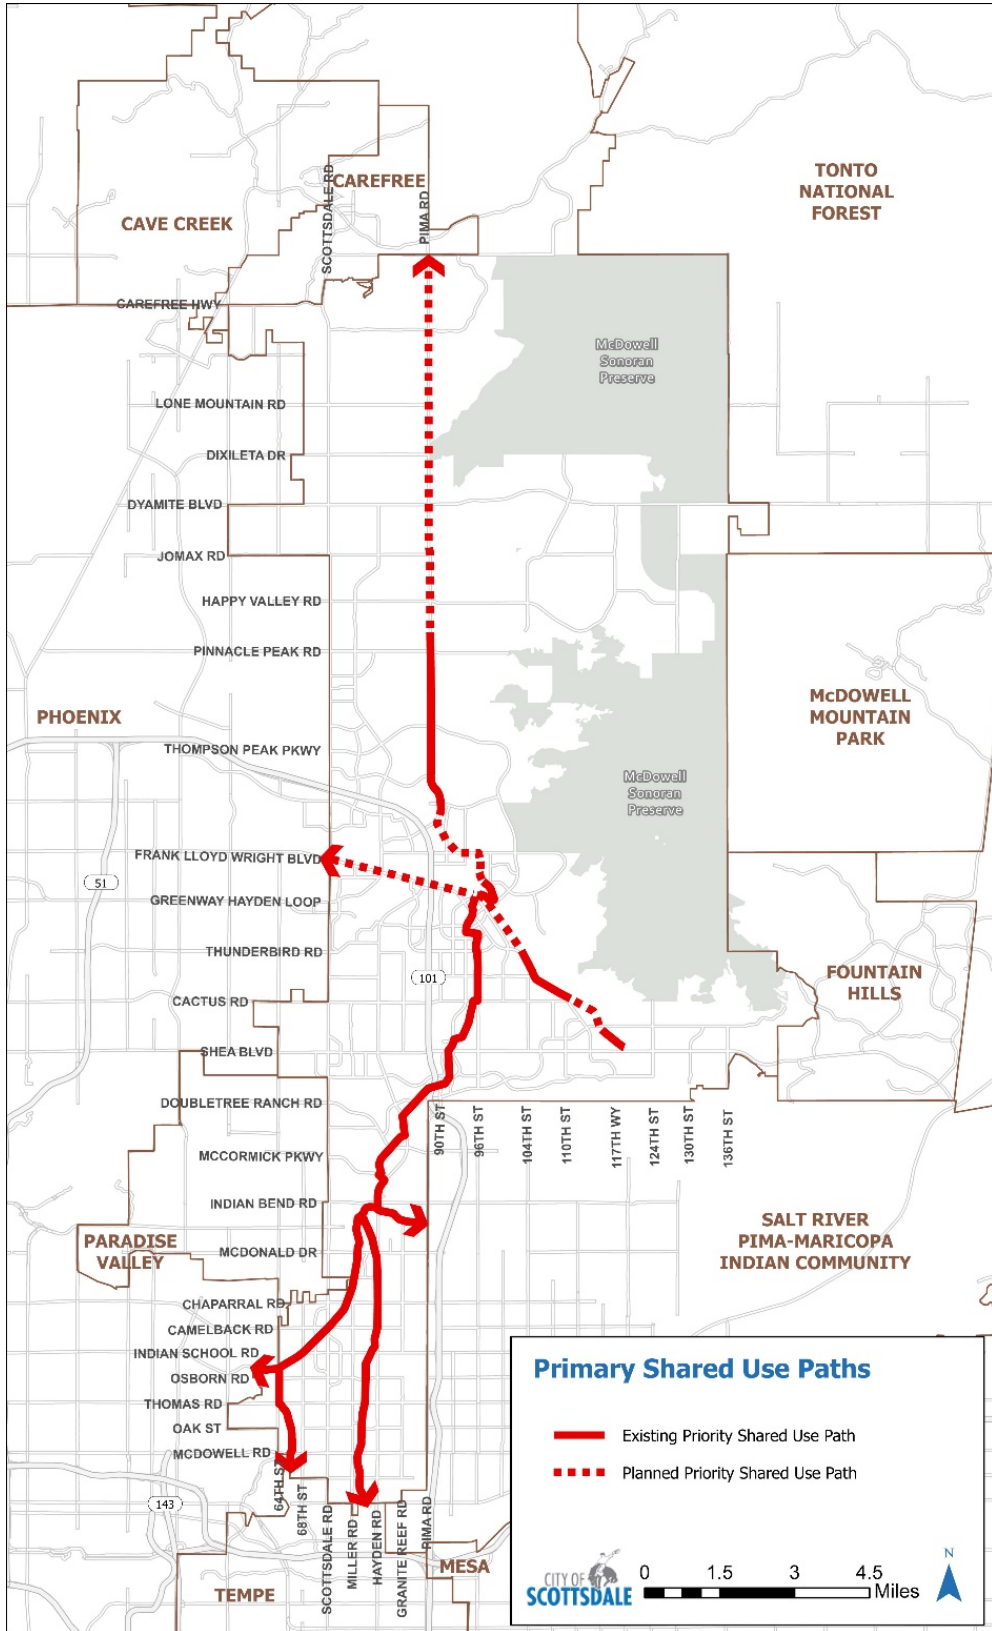 TONTO
NATIONAL
FOREST
CAREFREE
CAVE CREEK
SCOTTSDALE RD
PIMA RD
CAREFREE HWY
McDowell
Sonoran
Preserve
LONE MOUNTAIN RD
DIXILETA DR
DYAMITE BLVD
JOMAX RD
HAPPY VALLEY RD
PINNACLE PEAK RD
PHOENIX
McDOWELL
MOUNTAIN
PARK
THOMPSON PEAK PKWY
McDowell
Sonoran
Preserve
FRANK LLOYD WRIGHT BLVD
51
GREENWAY HAYDEN LOOP
THUNDERBIRD RD
101
FOUNTAIN
HILLS
CACTUS RD
SHEA BLVD
DOUBLETREE RANCH RD
90TH ST
96TH ST
104TH ST
110TH ST
117TH WY
124TH ST
130TH ST
136TH ST
MCCORMICK PKWY
INDIAN BEND RD
PARADISE
VALLEY
MCDONALD DR
SALT RIVER
PIMA-MARICOPA
INDIAN COMMUNITY
CHAPARRAL RD
CAMELBACK RD
INDIAN SCHOOL RD
OSBORN RD
THOMAS RD
OAK ST
MCDOWELL RD
143
64TH ST
68TH ST
SCOTTSDALE RD
MILLER RD
HAYDEN RD
GRANITE REEF RD
PIMA RD
MESA
TEMPE
Primary Shared Use Paths
Existing Priority Shared Use Path
Planned Priority Shared Use Path
CITY OF
SCOTTSDALE
0 1.5 3 4.5
Miles
N